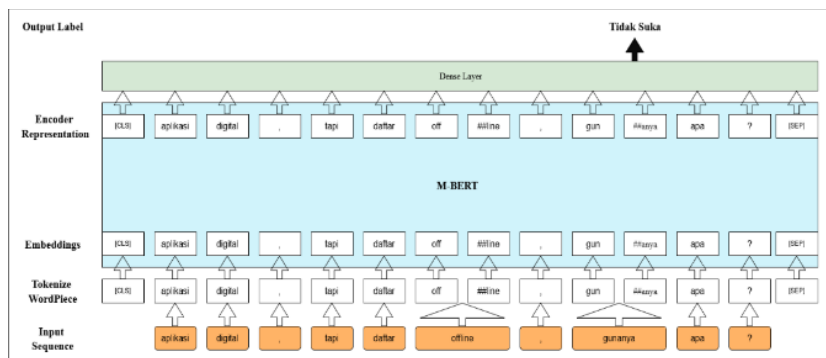 Output Label
Tidak Suka
Dense Layer
Encoder Representation
[CLS] aplikasi digital , tapi daftar off ##line , gun ##anya apa ? [SEP]
M-BERT
Embeddings
[CLS] aplikasi digital , tapi daftar off ##line , gun ##anya apa ? [SEP]
Tokenize WordPiece
[CLS] aplikasi digital , tapi daftar off ##line , gun ##anya apa ? [SEP]
Input Sequence
aplikasi digital , tapi daftar offline , gunanya apa ?